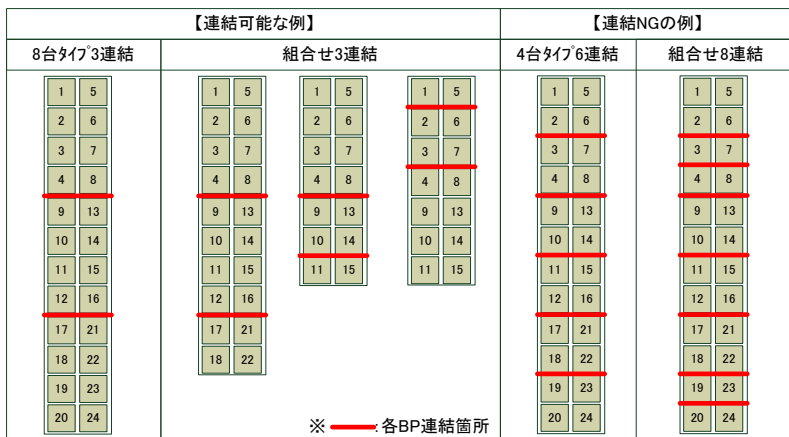 【連結可能な例】 【連結NGの例】
8台ﾀｲﾌﾟ3連結 組合せ3連結 4台ﾀｲﾌﾟ6連結 組合せ8連結
1 5 1 5 1 5 1 5 1 5 1 5
2 6 2 6 2 6 2 6 2 6 2 6
3 7 3 7 3 7 3 7 3 7 3 7
4 8 4 8 4 8 4 8 4 8 4 8
9 13 9 13 9 13 9 13 9 13 9 13
10 14 10 14 10 14 10 14 10 14 10 14
11 15 11 15 11 15 11 15 11 15 11 15
12 16 12 16 12 16 12 16
17 21 17 21 17 21 17 21
18 22 18 22 18 22 18 22
19 23 19 23 19 23
20 24 20 24 20 24
※ : 各BP連結箇所